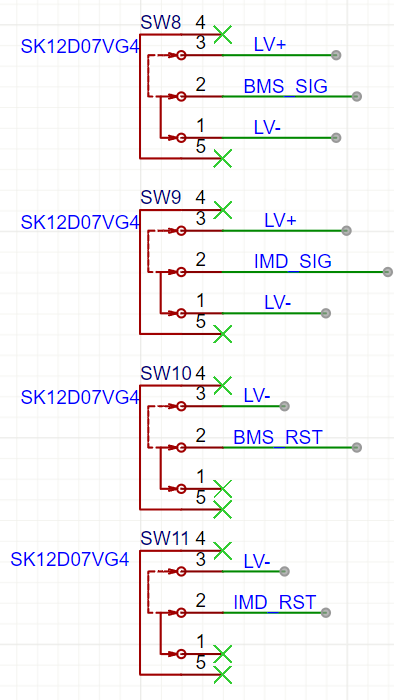 SW8 4
SK12D07VG4 3 LV+
2 BMS_SIG
1 LV-
5
SW9 4
SK12D07VG4 3 LV+
2 IMD_SIG
1 LV-
5
SW10 4
SK12D07VG4 3 LV-
2 BMS_RST
1
5
SW11 4
SK12D07VG4 3 LV-
2 IMD_RST
1
5